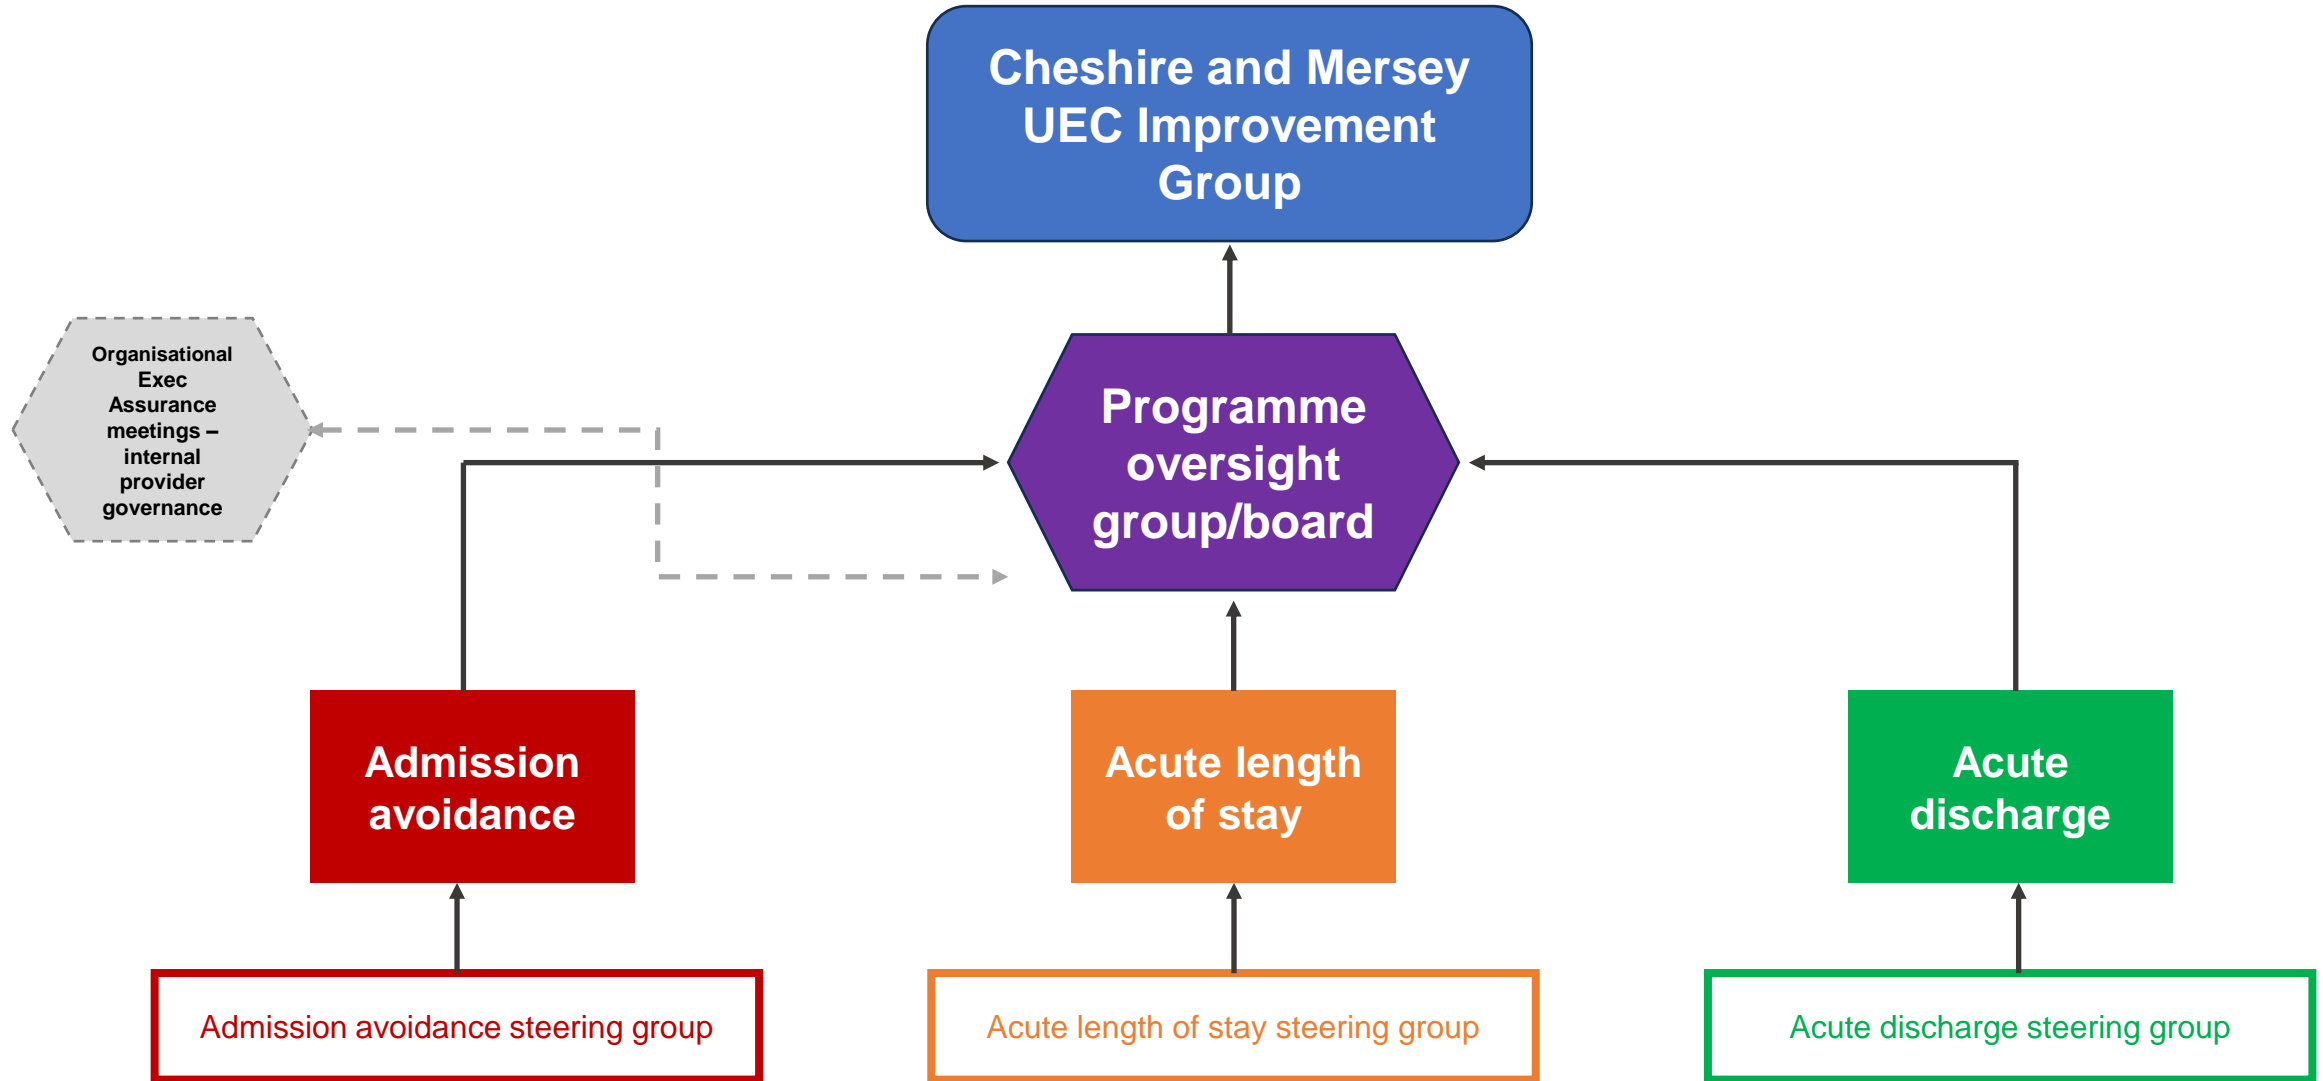 Cheshire and Mersey
UEC Improvement
Group
Organisational
Exec
Assurance
meetings –
internal
provider
governance
Programme
oversight
group/board
Admission
avoidance
Acute length
of stay
Acute
discharge
Admission avoidance steering group
Acute length of stay steering group
Acute discharge steering group